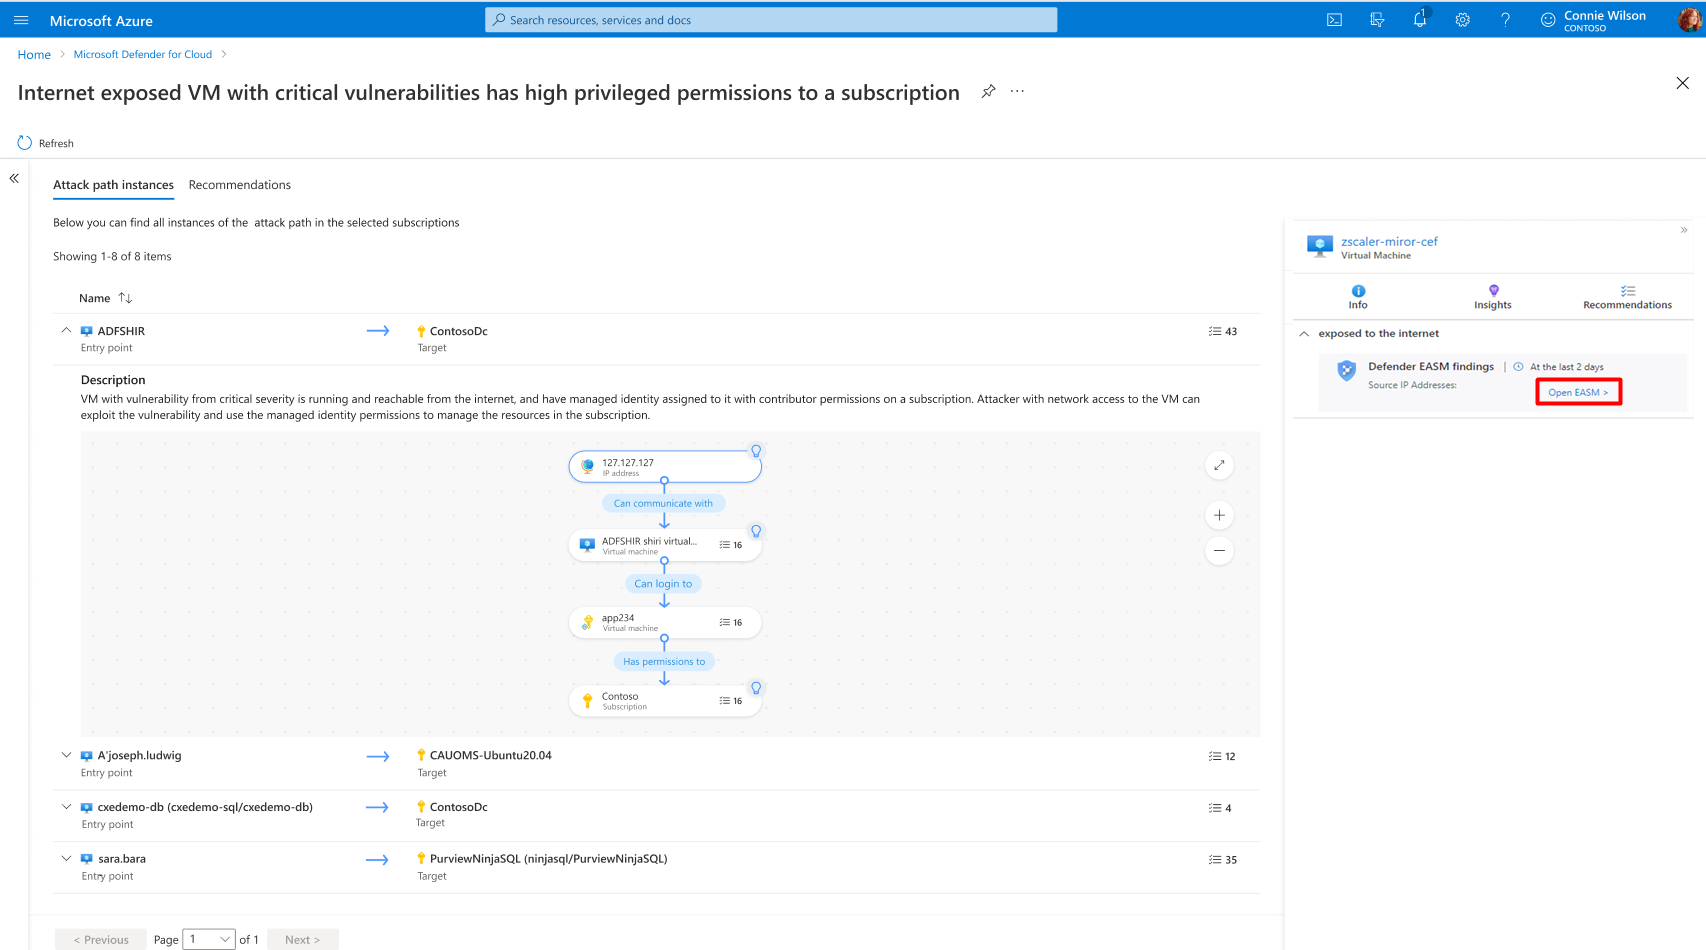 Microsoft Azure
Search resources, services and docs
1
Connie Wilson
CONTOSO
Home > Microsoft Defender for Cloud >
Internet exposed VM with critical vulnerabilities has high privileged permissions to a subscription
Refresh
Attack path instances Recommendations
Below you can find all instances of the attack path in the selected subscriptions
Showing 1-8 of 8 items
Name
ADFSHIR ContosoDc 43
Entry point Target
Description
VM with vulnerability from critical severity is running and reachable from the internet, and have managed identity assigned to it with contributor permissions on a subscription. Attacker with network access to the VM can
exploit the vulnerability and use the managed identity permissions to manage the resources in the subscription.
127.127.127
IP address
Can communicate with
ADFSHIR shiri virtual... 16
Virtual machine
Can login to
app234 16
Virtual machine
Has permissions to
Contoso 16
Subscription
A'joseph.ludwig CAUOMS-Ubuntu20.04 12
Entry point Target
cxedemo-db (cxedemo-sql/cxedemo-db) ContosoDc 4
Entry point Target
sara.bara PurviewNinjaSQL (ninjasql/PurviewNinjaSQL) 35
Entry point Target
< Previous Page 1 of 1 Next >
zscaler-miror-cef
Virtual Machine
Info Insights Recommendations
exposed to the internet
Defender EASM findings | At the last 2 days
Source IP Addresses:
Open EASM >